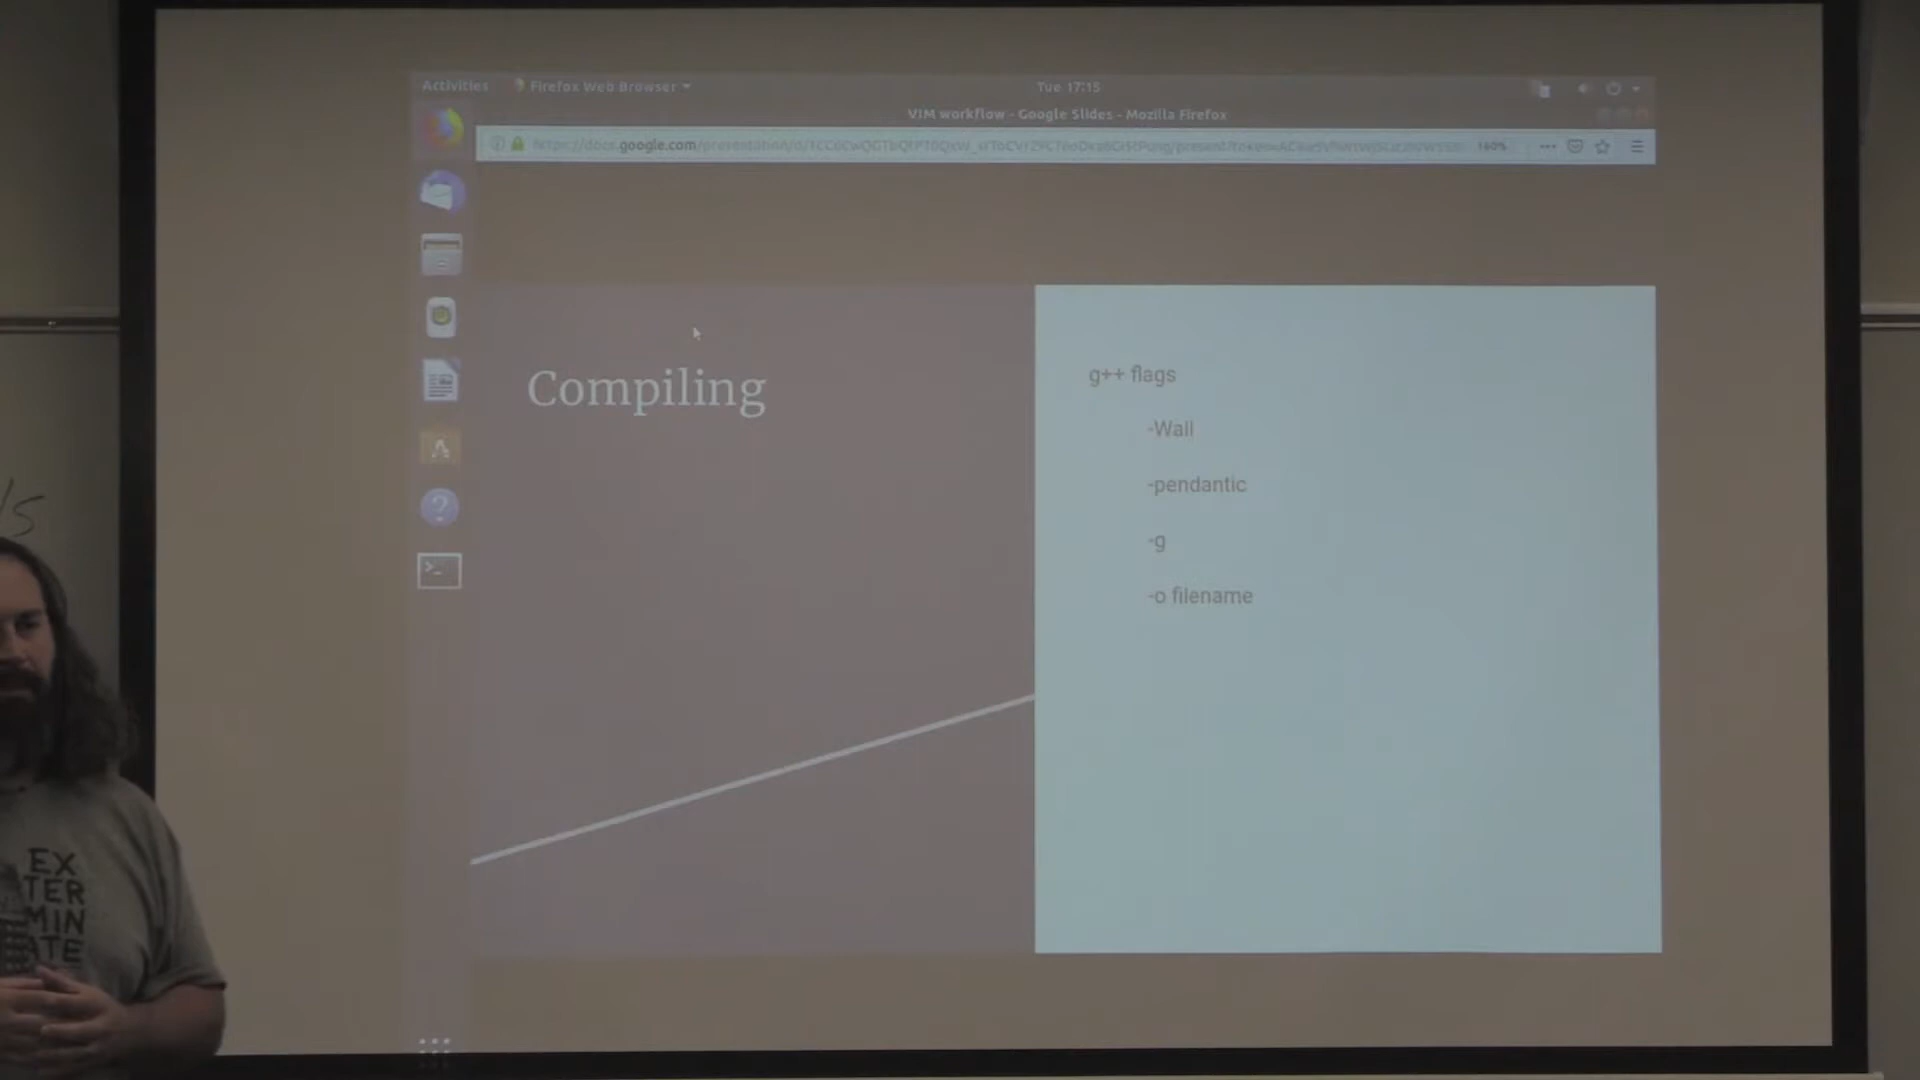 Activities Firefox Web Browser Tue 17:15
VIM workflow - Google Slides - Mozilla Firefox
google.com 160%
Compiling
g++ flags
-Wall
-pendantic
-g
-o filename
EX
TER
MIN
ATE